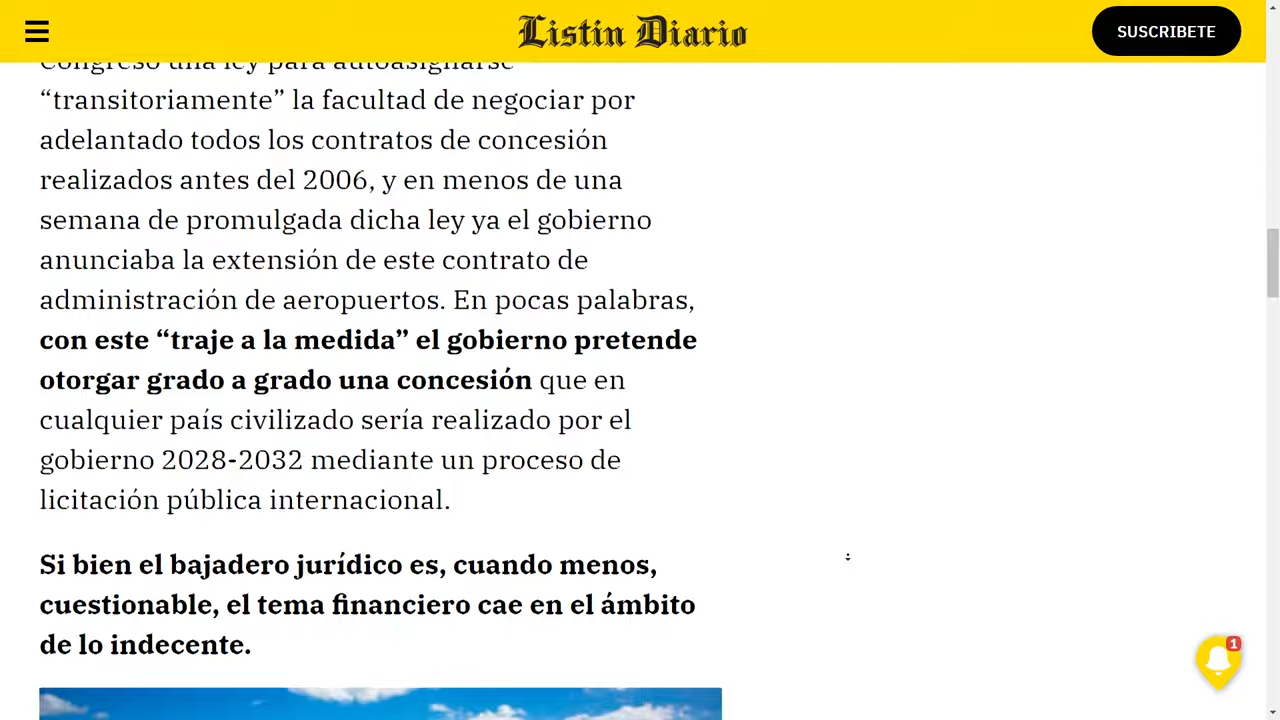 Listin Diario
SUSCRIBETE
Congreso una ley para autoasignarse
“transitoriamente” la facultad de negociar por
adelantado todos los contratos de concesión
realizados antes del 2006, y en menos de una
semana de promulgada dicha ley ya el gobierno
anunciaba la extensión de este contrato de
administración de aeropuertos. En pocas palabras,
con este “traje a la medida” el gobierno pretende
otorgar grado a grado una concesión que en
cualquier país civilizado sería realizado por el
gobierno 2028-2032 mediante un proceso de
licitación pública internacional.
Si bien el bajadero jurídico es, cuando menos,
cuestionable, el tema financiero cae en el ámbito
de lo indecente.
1